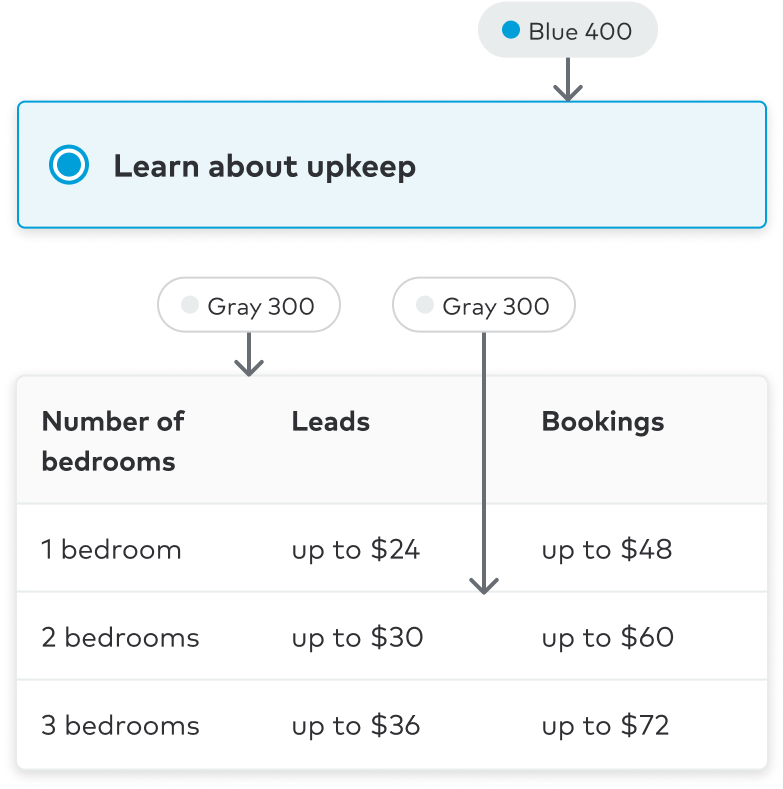 Blue 400
Learn about upkeep
Gray 300 Gray 300
Number of Leads Bookings
bedrooms
1 bedroom up to $24 up to $48
2 bedrooms up to $30 up to $60
3 bedrooms up to $36 up to $72